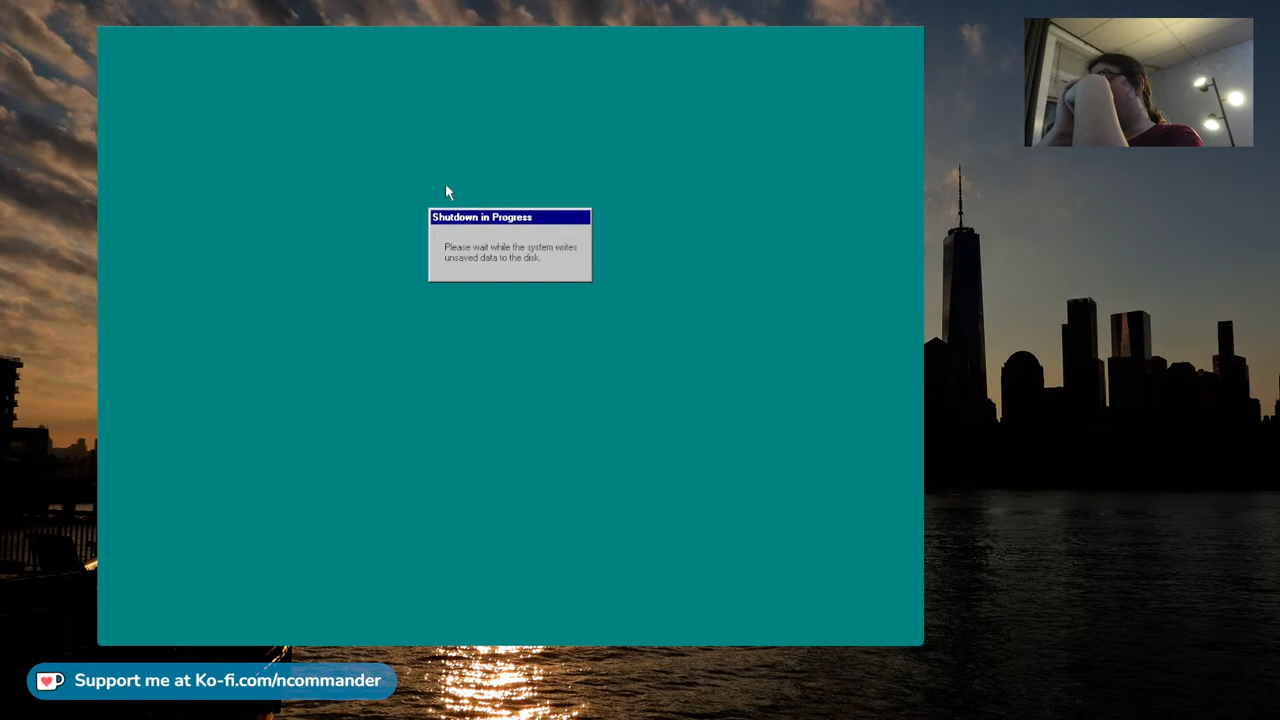 Shutdown in Progress
Please wait while the system writes
unsaved data to the disk.
Support me at Ko-fi.com/ncommander